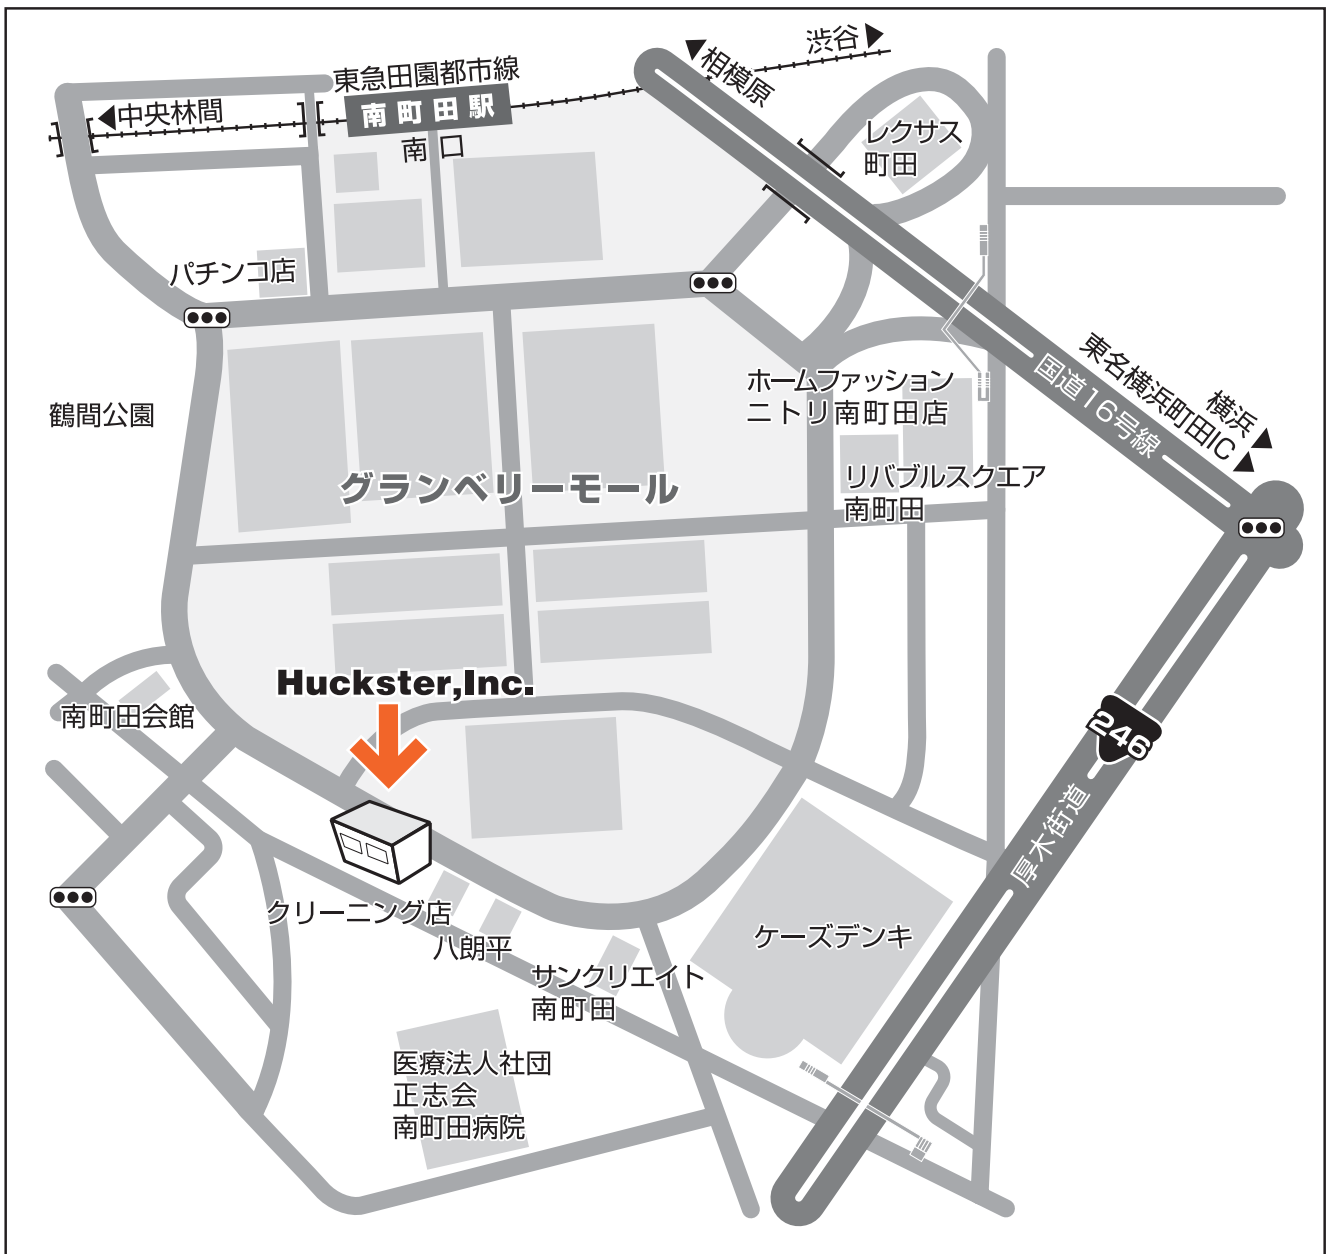 渋谷
相模原
東急田園都市線
中央林間
南町田駅
南口
レクサス
町田
パチンコ店
東名横浜町田IC
横浜
国道16号線
ホームファッション
ニトリ南町田店
鶴間公園
グランベリーモール
リバブルスクエア
南町田
Huckster,Inc.
南町田会館
246
厚木街道
クリーニング店
八朗平
ケーズデンキ
サンクリエイト
南町田
医療法人社団
正志会
南町田病院